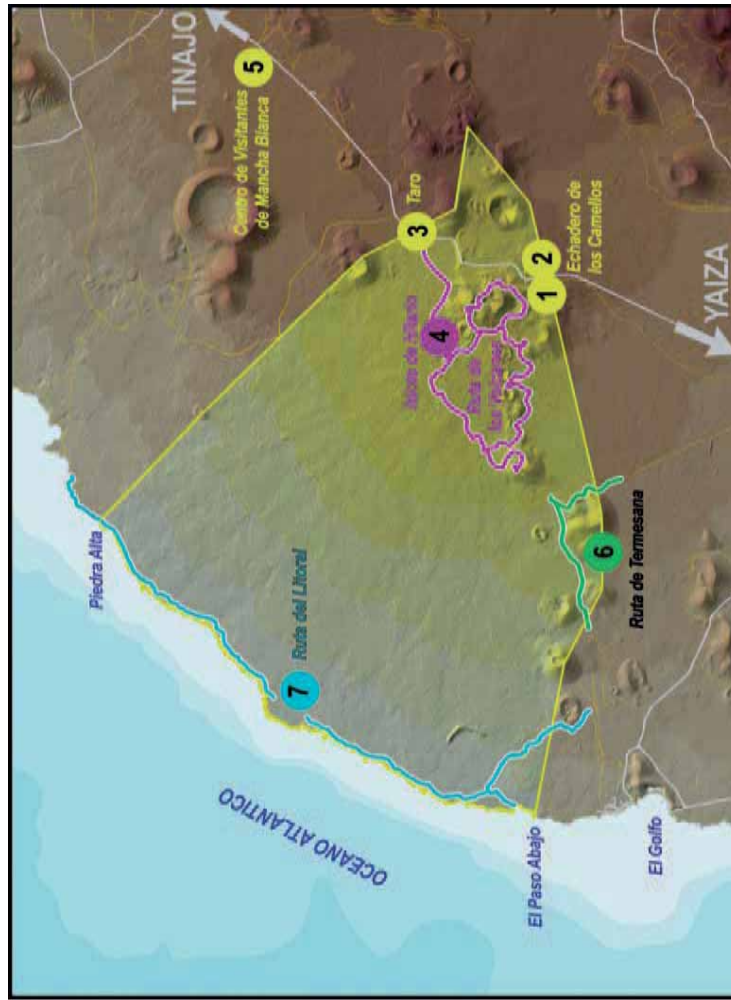 TINAJO
Piedra Alta
5
Centro de Visitantes
de Mancha Blanca
OCEANO ATLANTICO
7
Ruta del Litoral
3
Taro
Islote de Hilario
4
Ruta de
los Volcanes
El Paso Abajo
1
2
Echadero de
los Camellos
6
Ruta de Termesana
El Golfo
YAIZA